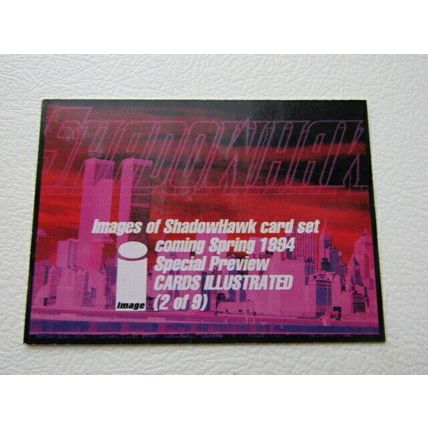 SHADOWHAWK
Images of ShadowHawk card set
coming Spring 1994
Special Preview
CARDS ILLUSTRATED
(2 of 9)
image